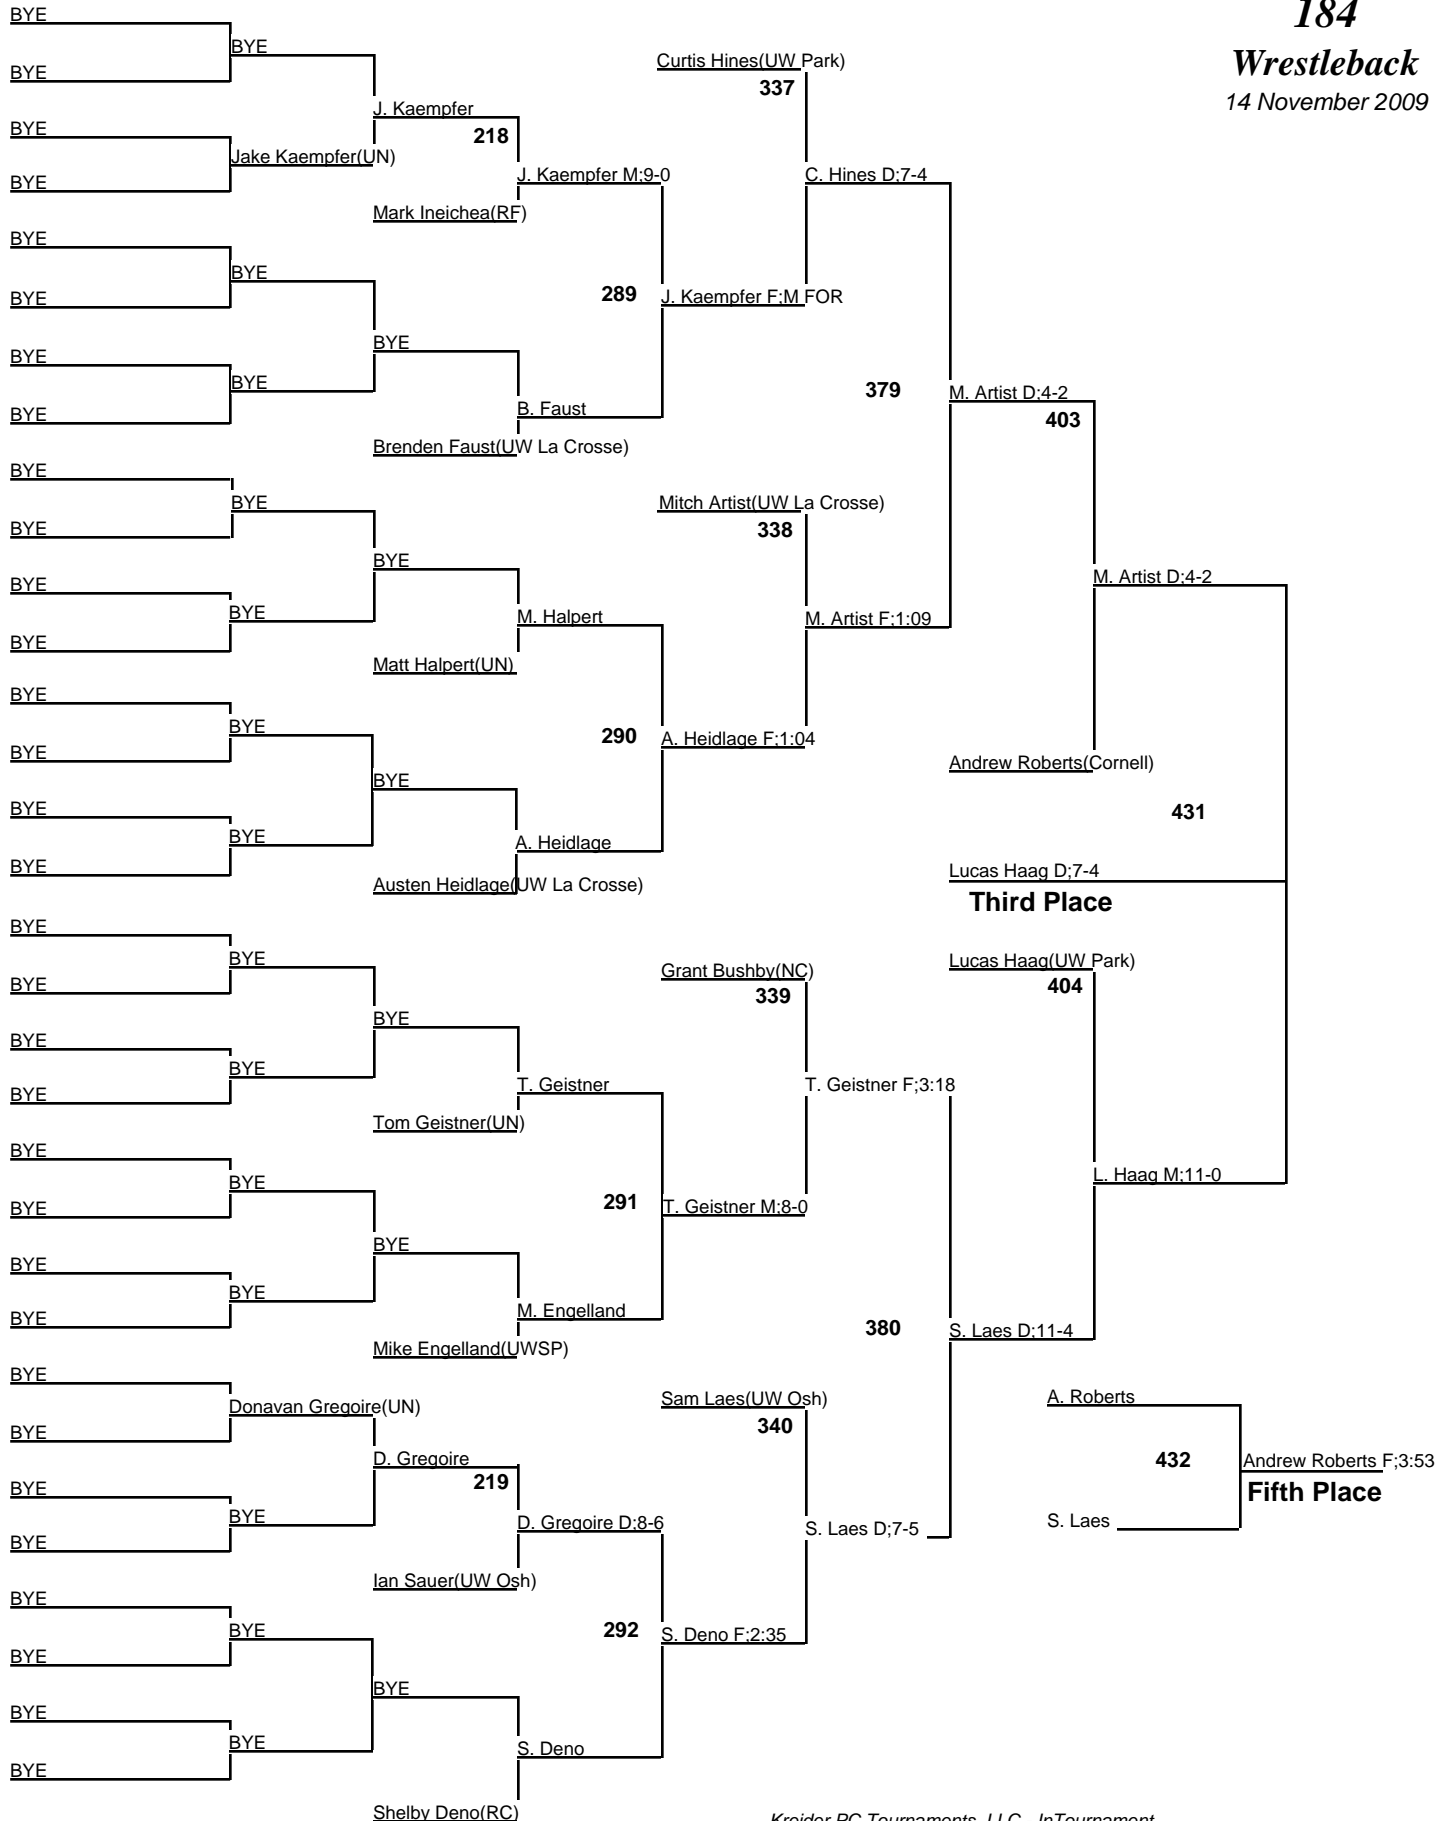 184
Wrestleback
14 November 2009
BYE
BYE
BYE
Curtis Hines(UW Park)
337
J. Kaempfer
218
BYE
Jake Kaempfer(UN)
BYE
J. Kaempfer M;9-0
C. Hines D;7-4
Mark Ineichea(RF)
BYE
BYE
BYE
289
J. Kaempfer F;M FOR
BYE
BYE
BYE
379
M. Artist D;4-2
BYE
B. Faust
403
Brenden Faust(UW La Crosse)
BYE
BYE
Mitch Artist(UW La Crosse)
338
BYE
BYE
M. Artist D;4-2
BYE
BYE
M. Halpert
M. Artist F;1:09
BYE
Matt Halpert(UN)
BYE
BYE
290
A. Heidlage F;1:04
BYE
Andrew Roberts(Cornell)
BYE
BYE
431
BYE
A. Heidlage
BYE
Lucas Haag D;7-4
Austen Heidlage(UW La Crosse)
Third Place
BYE
BYE
Grant Bushby(NC)
Lucas Haag(UW Park)
BYE
339
404
BYE
BYE
BYE
T. Geistner
T. Geistner F;3:18
BYE
Tom Geistner(UN)
BYE
BYE
L. Haag M;11-0
BYE
291
T. Geistner M;8-0
BYE
BYE
BYE
M. Engelland
380
S. Laes D;11-4
BYE
Mike Engelland(UWSP)
BYE
Donavan Gregoire(UN)
Sam Laes(UW Osh)
A. Roberts
BYE
340
D. Gregoire
432
Andrew Roberts F;3:53
219
BYE
Fifth Place
BYE
D. Gregoire D;8-6
S. Laes D;7-5
S. Laes
BYE
Ian Sauer(UW Osh)
BYE
BYE
292
S. Deno F;2:35
BYE
BYE
BYE
BYE
S. Deno
BYE
Shelby Deno(RC)
Kreider PC Tournaments, LLC - InTournament